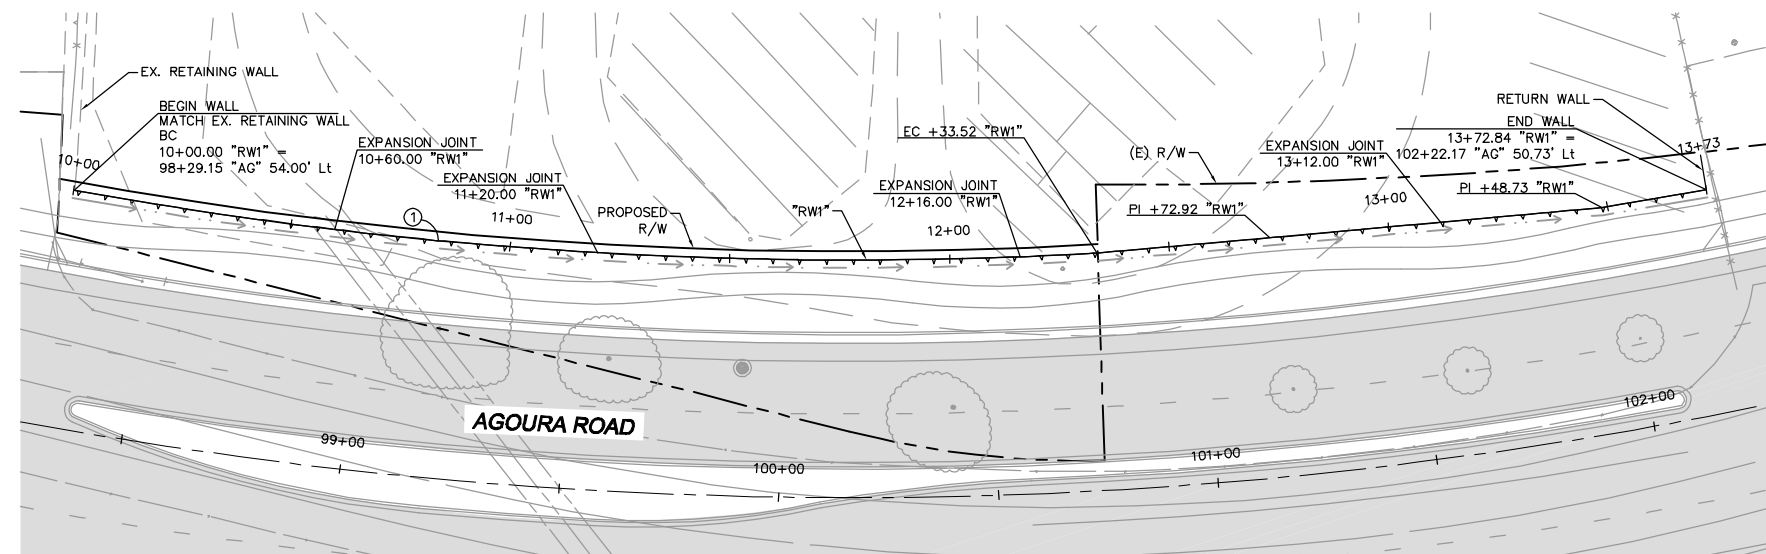 EX. RETAINING WALL
BEGIN WALL
MATCH EX. RETAINING WALL
BC
10+00.00 "RW1" =
98+29.15 "AG" 54.00' Lt
10+00
EXPANSION JOINT
10+60.00 "RW1"
EXPANSION JOINT
11+20.00 "RW1"
1
11+00
PROPOSED
R/W
"RW1"
EXPANSION JOINT
12+16.00 "RW1"
12+00
EC +33.52 "RW1"
(E) R/W
PI +72.92 "RW1"
EXPANSION JOINT
13+12.00 "RW1"
13+00
RETURN WALL
END WALL
13+72.84 "RW1" =
102+22.17 "AG" 50.73' Lt
13+73
PI +48.73 "RW1"
AGOURA ROAD
99+00
100+00
101+00
102+00